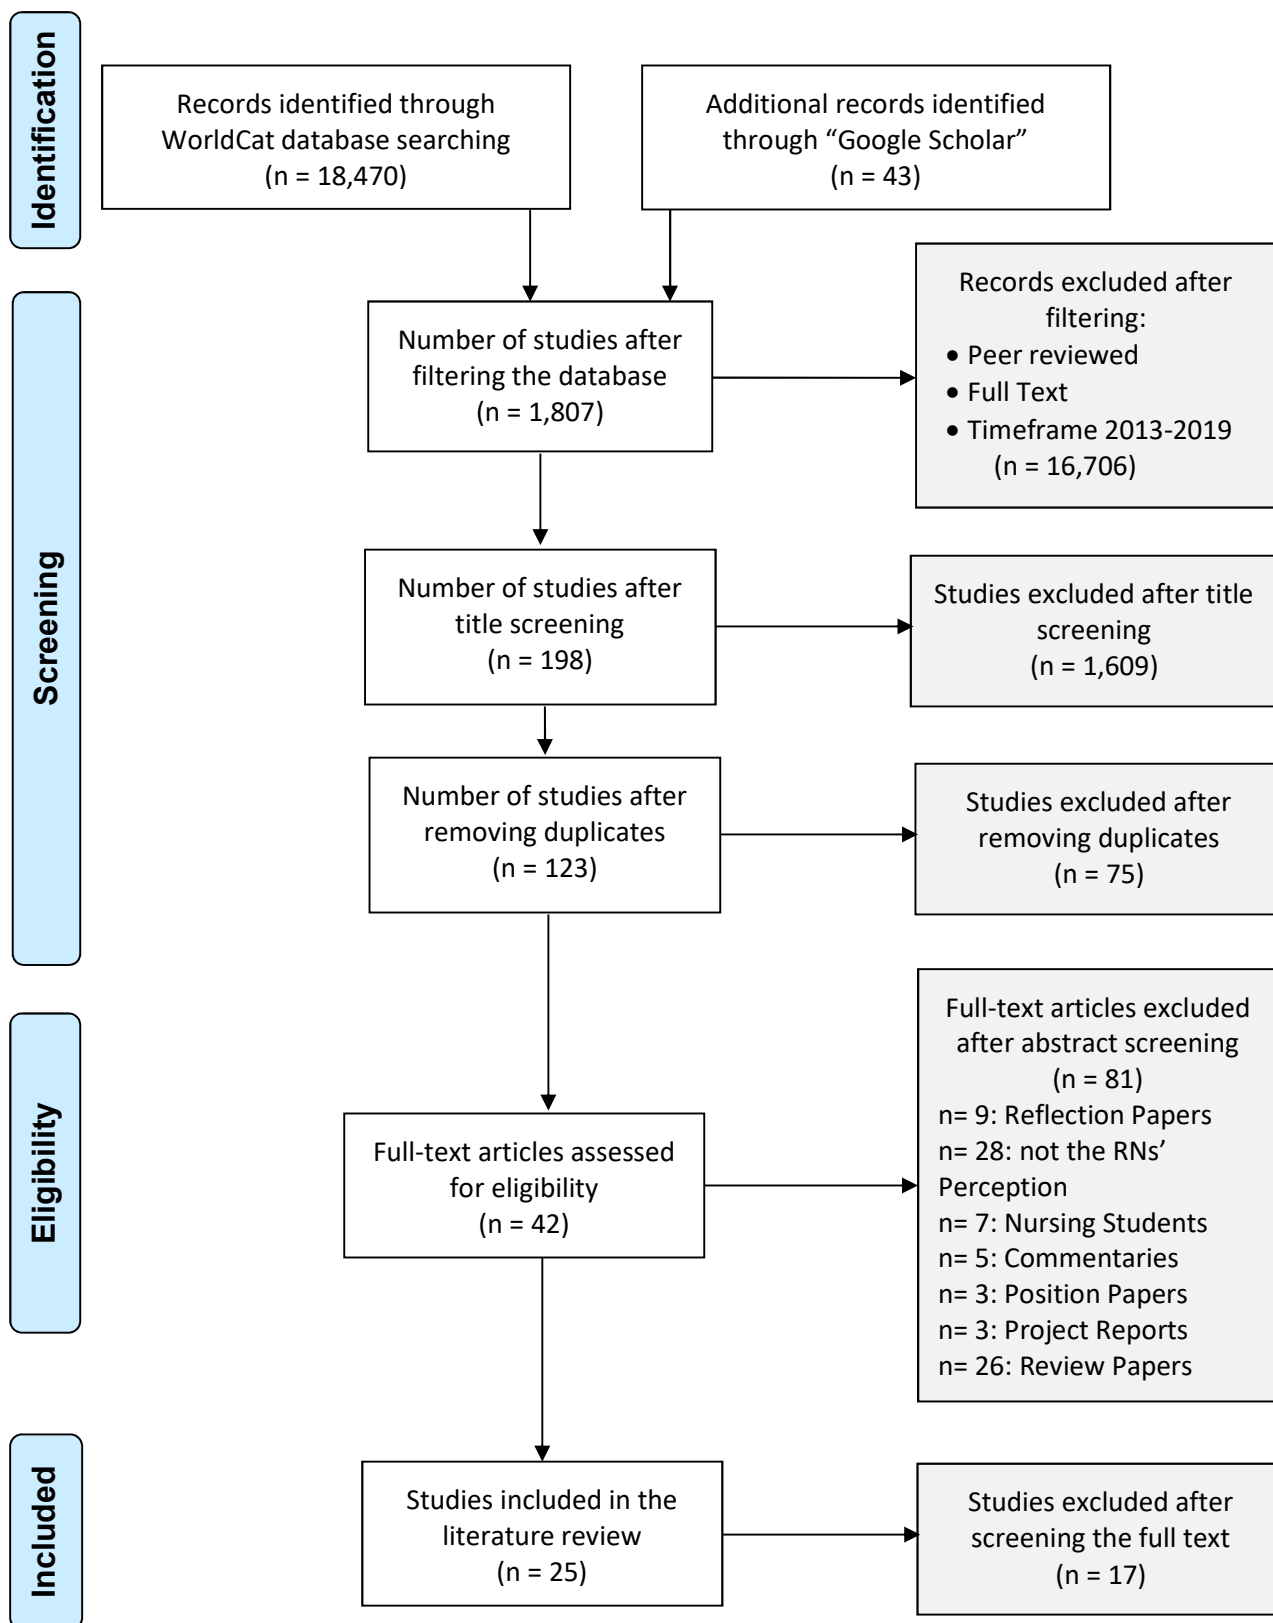 Identification
Records identified through
WorldCat database searching
(n = 18,470)
Additional records identified
through “Google Scholar”
(n = 43)
Screening
Number of studies after
filtering the database
(n = 1,807)
Records excluded after
filtering:
• Peer reviewed
• Full Text
• Timeframe 2013-2019
(n = 16,706)
Number of studies after
title screening
(n = 198)
Studies excluded after title
screening
(n = 1,609)
Number of studies after
removing duplicates
(n = 123)
Studies excluded after
removing duplicates
(n = 75)
Eligibility
Full-text articles assessed
for eligibility
(n = 42)
Full-text articles excluded
after abstract screening
(n = 81)
n= 9: Reflection Papers
n= 28: not the RNs’
Perception
n= 7: Nursing Students
n= 5: Commentaries
n= 3: Position Papers
n= 3: Project Reports
n= 26: Review Papers
Included
Studies included in the
literature review
(n = 25)
Studies excluded after
screening the full text
(n = 17)